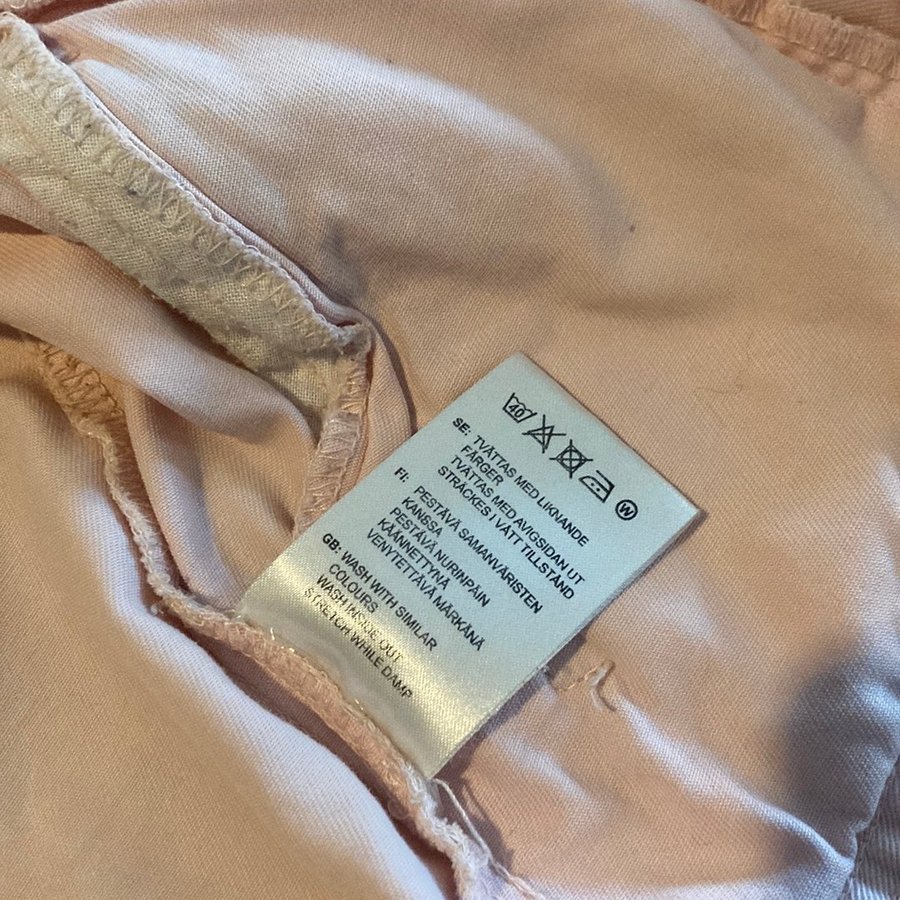 40 W
SE: TVÄTTAS MED LIKNANDE
FÄRGER
TVÄTTAS MED AVIGSIDAN UT
STRÄCKES I VÅTT TILLSTÅND
FI: PESTÄVÄ SAMANVÄRISTEN
KANSSA
PESTÄVÄ NURINPÄIN
KÄÄNNETTYNÄ
VENYTETTÄVÄ MÄRKÄNÄ
GB: WASH WITH SIMILAR
COLOURS
WASH INSIDE OUT
STRETCH WHILE DAMP